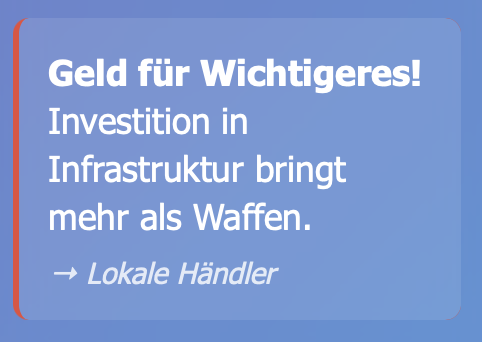 Geld für Wichtigeres!
Investition in
Infrastruktur bringt
mehr als Waffen.
→ Lokale Händler